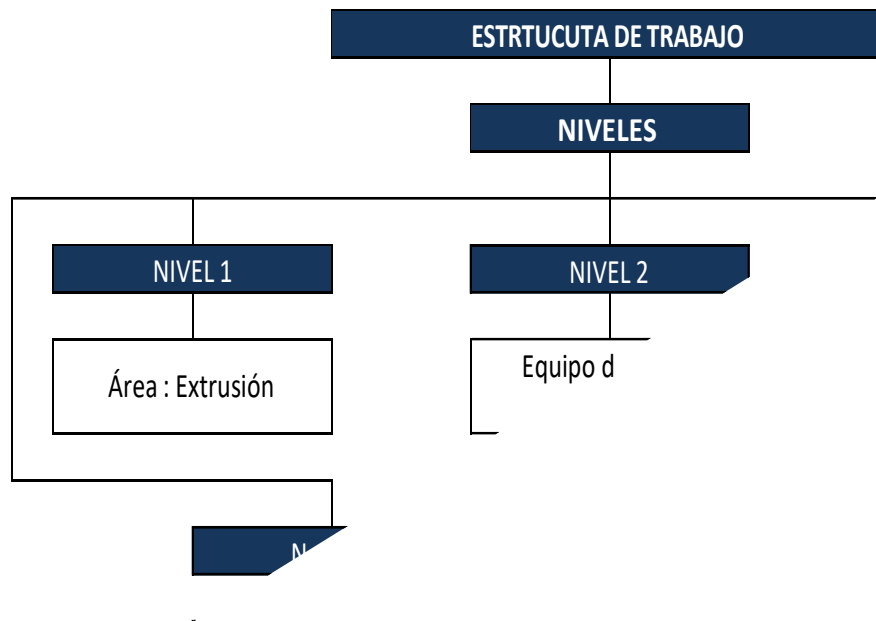 ESTRTUCUTA DE TRABAJO
NIVELES
NIVEL 1
NIVEL 2
Área : Extrusión
Equipo